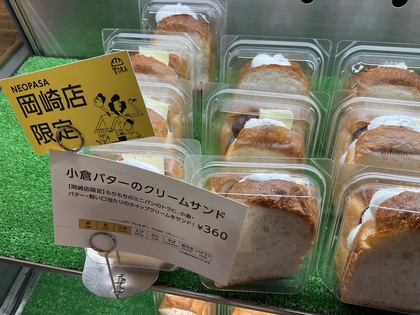 TORA
NEOPASA
岡崎店
限定
小倉バターのクリームサンド
【岡崎店限定】もちもちのミニパンのトラに、小倉・
バター・軽い口当たりのホイップクリームをサンド!
¥360